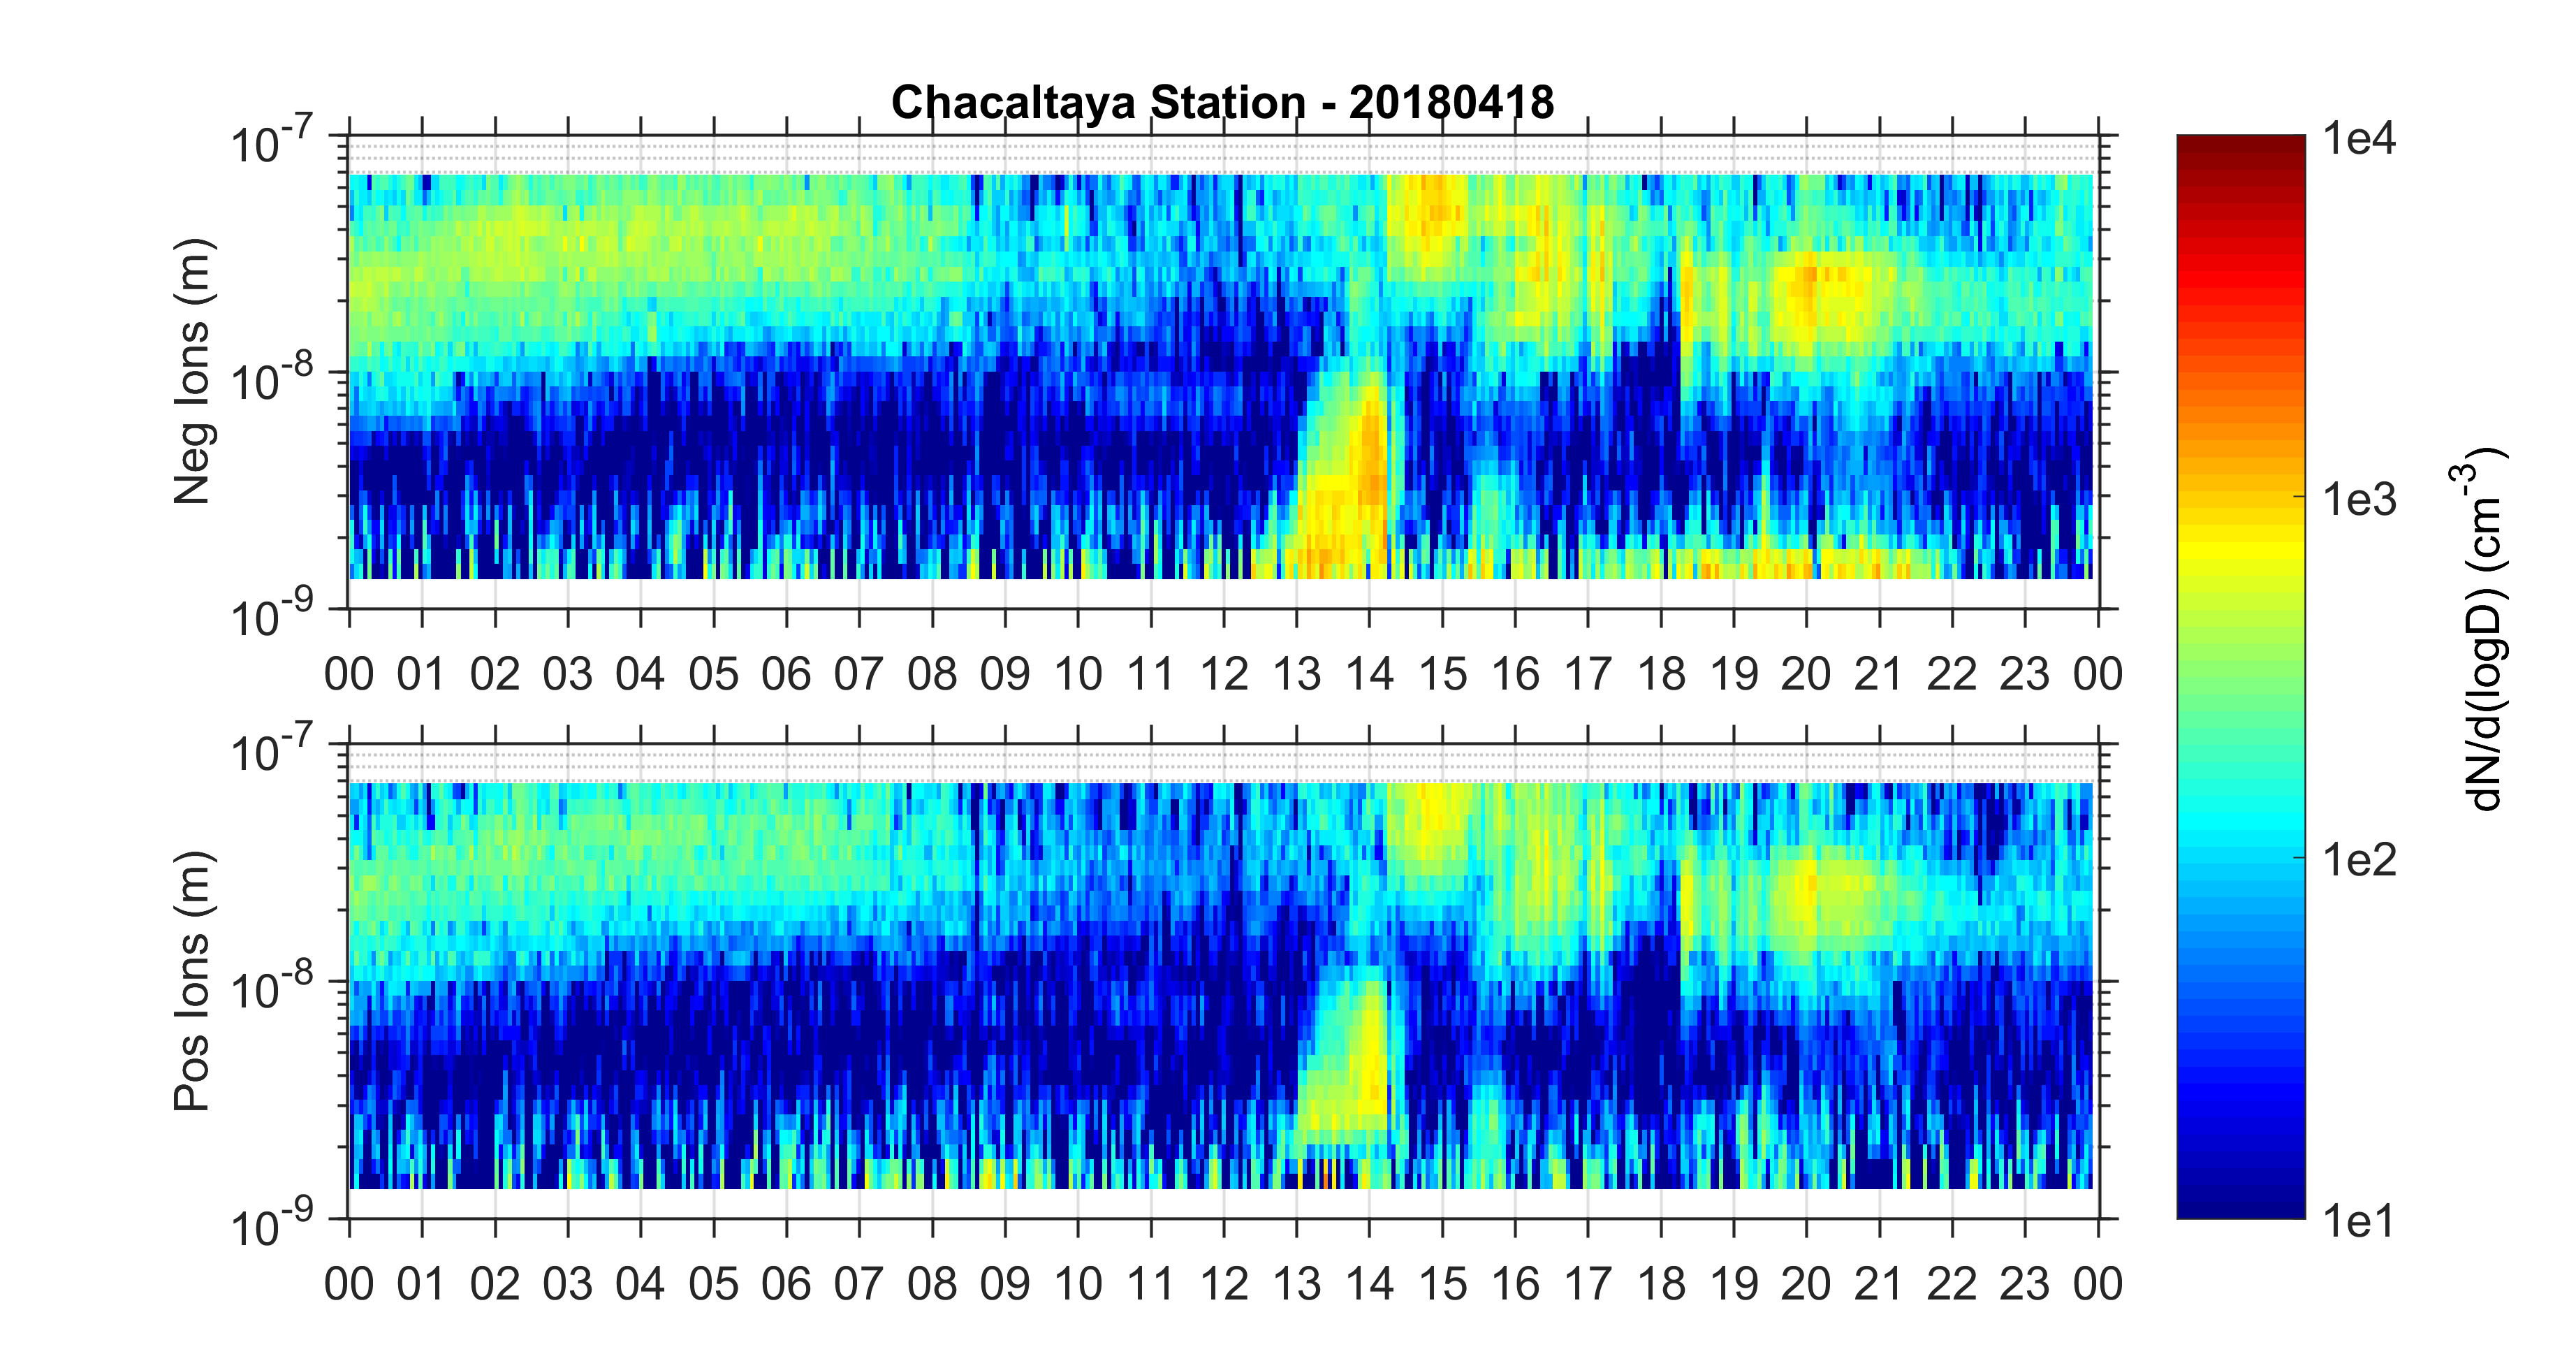 Chacaltaya Station - 20180418
10-7
10-8
10-9
Neg Ions (m)
00 01 02 03 04 05 06 07 08 09 10 11 12 13 14 15 16 17 18 19 20 21 22 23 00
10-7
10-8
10-9
Pos Ions (m)
00 01 02 03 04 05 06 07 08 09 10 11 12 13 14 15 16 17 18 19 20 21 22 23 00
1e4
1e3
1e2
1e1
dN/d(logD) (cm-3)